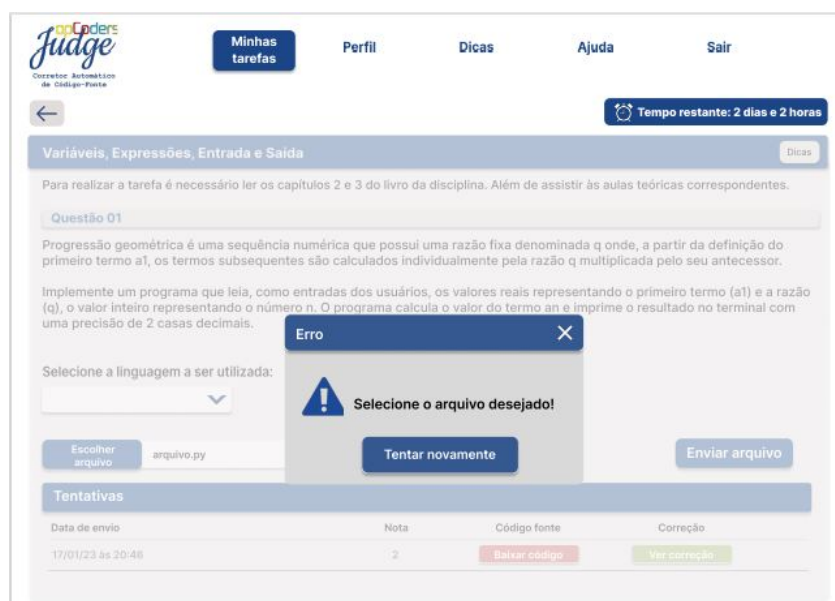 opCoders
Judge
Corretor Automático
de Código-Fonte
Minhas
tarefas
Perfil
Dicas
Ajuda
Sair
Tempo restante: 2 dias e 2 horas
Variáveis, Expressões, Entrada e Saída
Dicas
Para realizar a tarefa é necessário ler os capítulos 2 e 3 do livro da disciplina. Além de assistir às aulas teóricas correspondentes.
Questão 01
Progressão geométrica é uma sequência numérica que possui uma razão fixa denominada q onde, a partir da definição do
primeiro termo a1, os termos subsequentes são calculados individualmente pela razão q multiplicada pelo seu antecessor.
Implemente um programa que leia, como entradas dos usuários, os valores reais representando o primeiro termo (a1) e a razão
(q), o valor inteiro representando o número n. O programa calcula o valor do termo an e imprime o resultado no terminal com
uma precisão de 2 casas decimais.
Erro
Selecione a linguagem a ser utilizada:
Selecione o arquivo desejado!
Tentar novamente
Escolher
arquivo
arquivo.py
Enviar arquivo
Tentativas
Data de envio Nota Código fonte Correção
17/01/23 às 20:46 2 Baixar código Ver correção